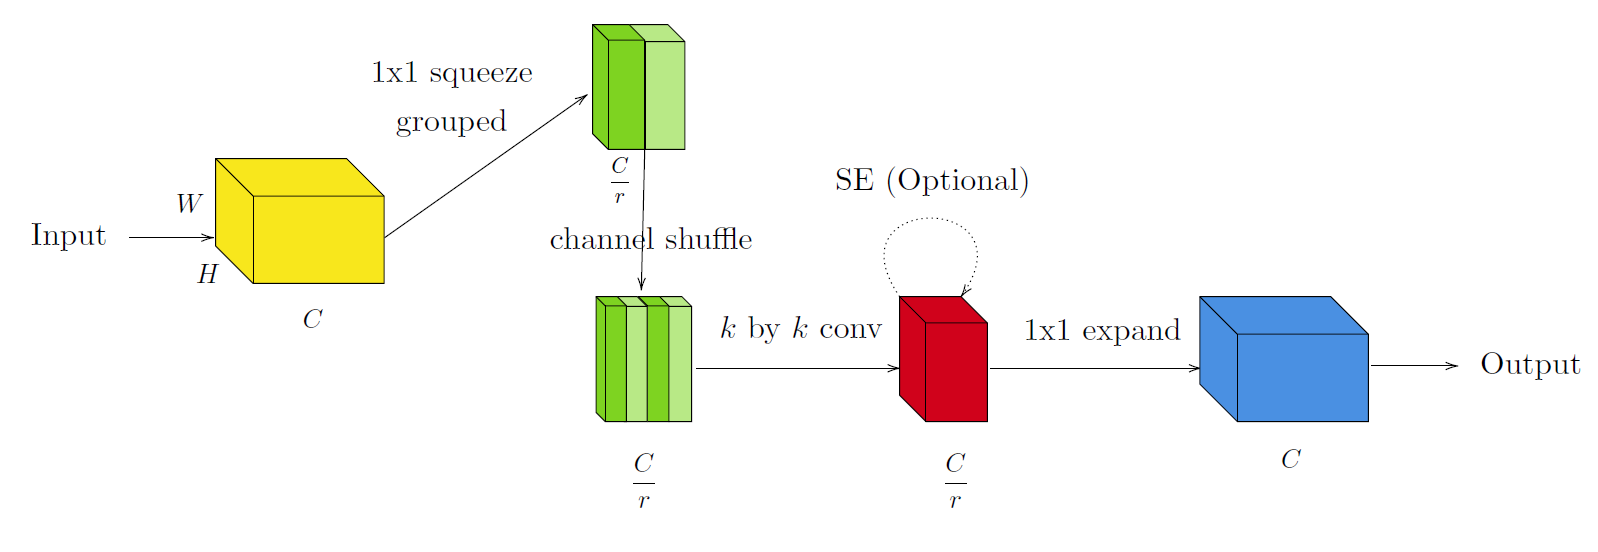 1x1 squeeze
grouped
C/r
W
Input
H
C
channel shuffle
SE (Optional)
k by k conv
1x1 expand
Output
C/r
C/r
C